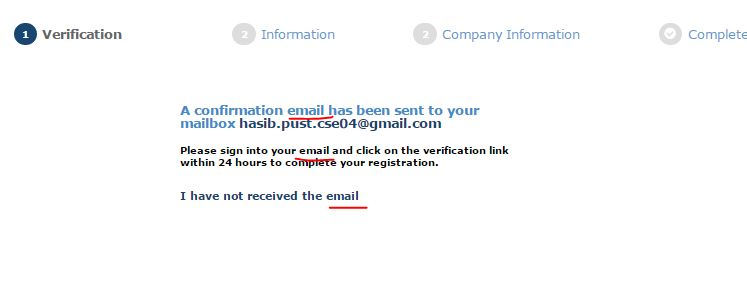 1 Verification
2 Information
2 Company Information
Complete
A confirmation email has been sent to your
mailbox hasib.pust.cse04@gmail.com
Please sign into your email and click on the verification link
within 24 hours to complete your registration.
I have not received the email